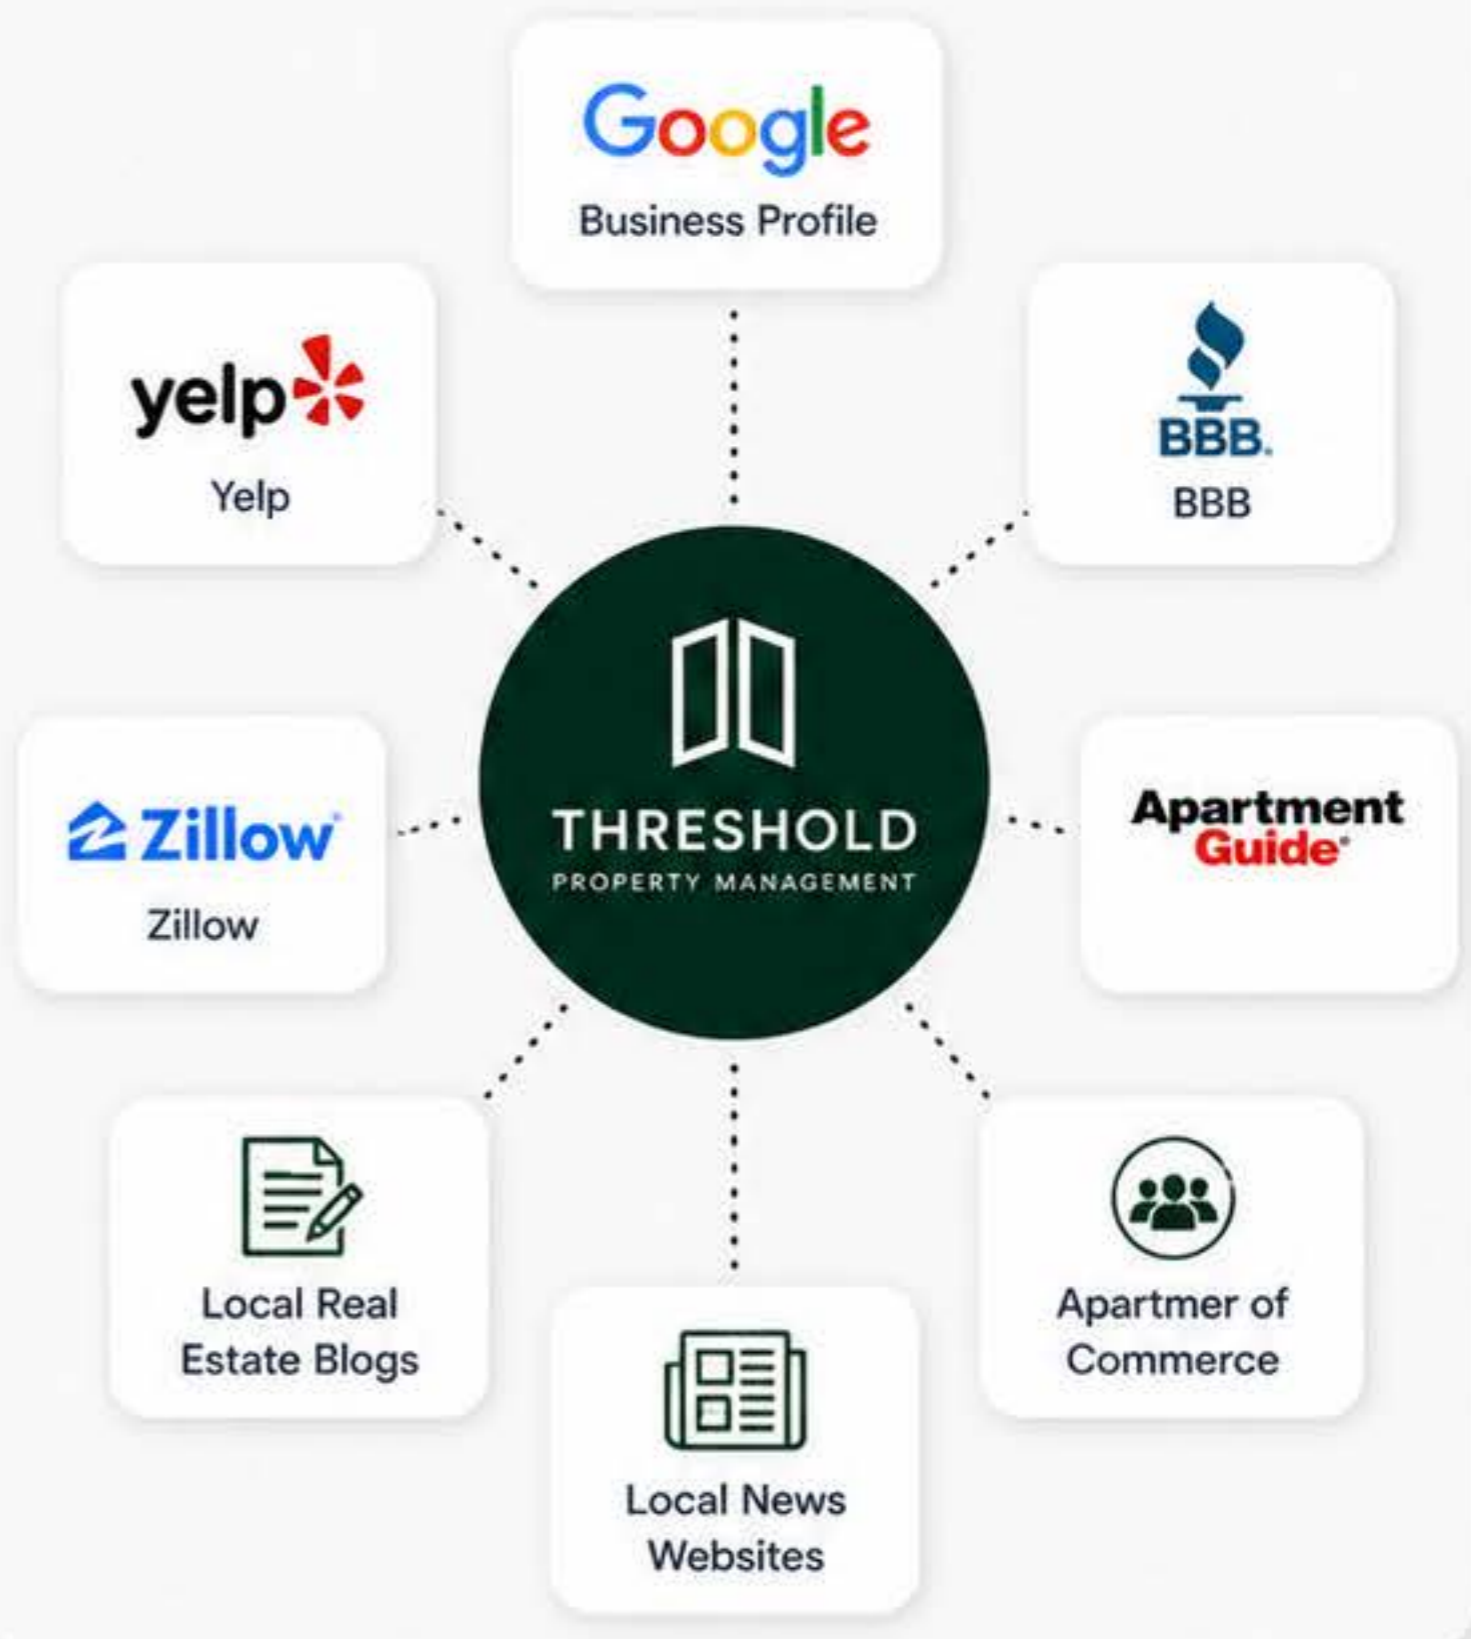 Google
Business Profile
yelp
Yelp
BBB.
BBB
THRESHOLD
PROPERTY MANAGEMENT
Zillow
Zillow
Apartment
Guide
Local Real
Estate Blogs
Apartmer of
Commerce
Local News
Websites